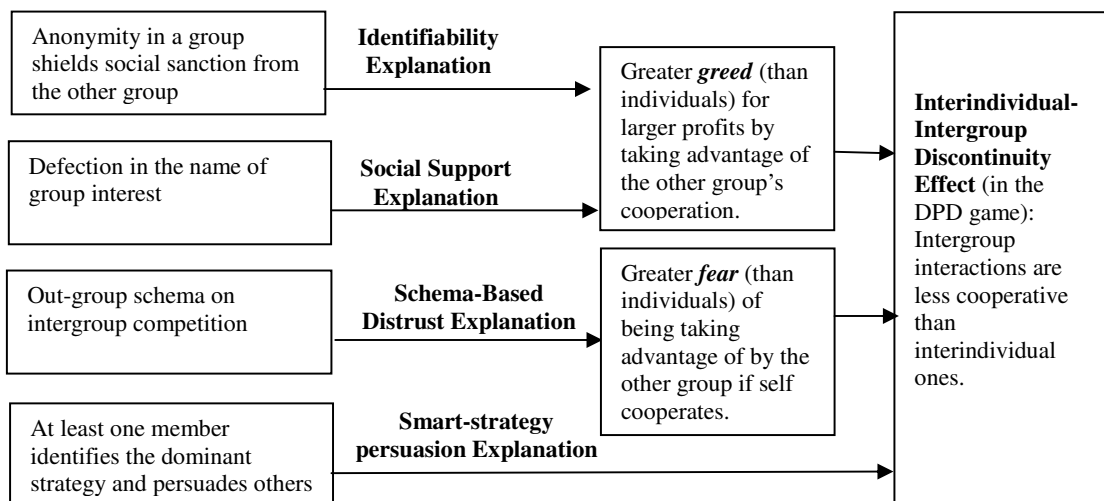 Anonymity in a group
shields social sanction from
the other group
Identifiability
Explanation
Defection in the name of
group interest
Social Support
Explanation
Greater greed (than
individuals) for
larger profits by
taking advantage of
the other group's
cooperation.
Out-group schema on
intergroup competition
Schema-Based
Distrust Explanation
Greater fear (than
individuals) of
being taking
advantage of by the
other group if self
cooperates.
At least one member
identifies the dominant
strategy and persuades others
Smart-strategy
persuasion Explanation
Interindividual-
Intergroup
Discontinuity
Effect (in the
DPD game):
Intergroup
interactions are
less cooperative
than
interindividual
ones.